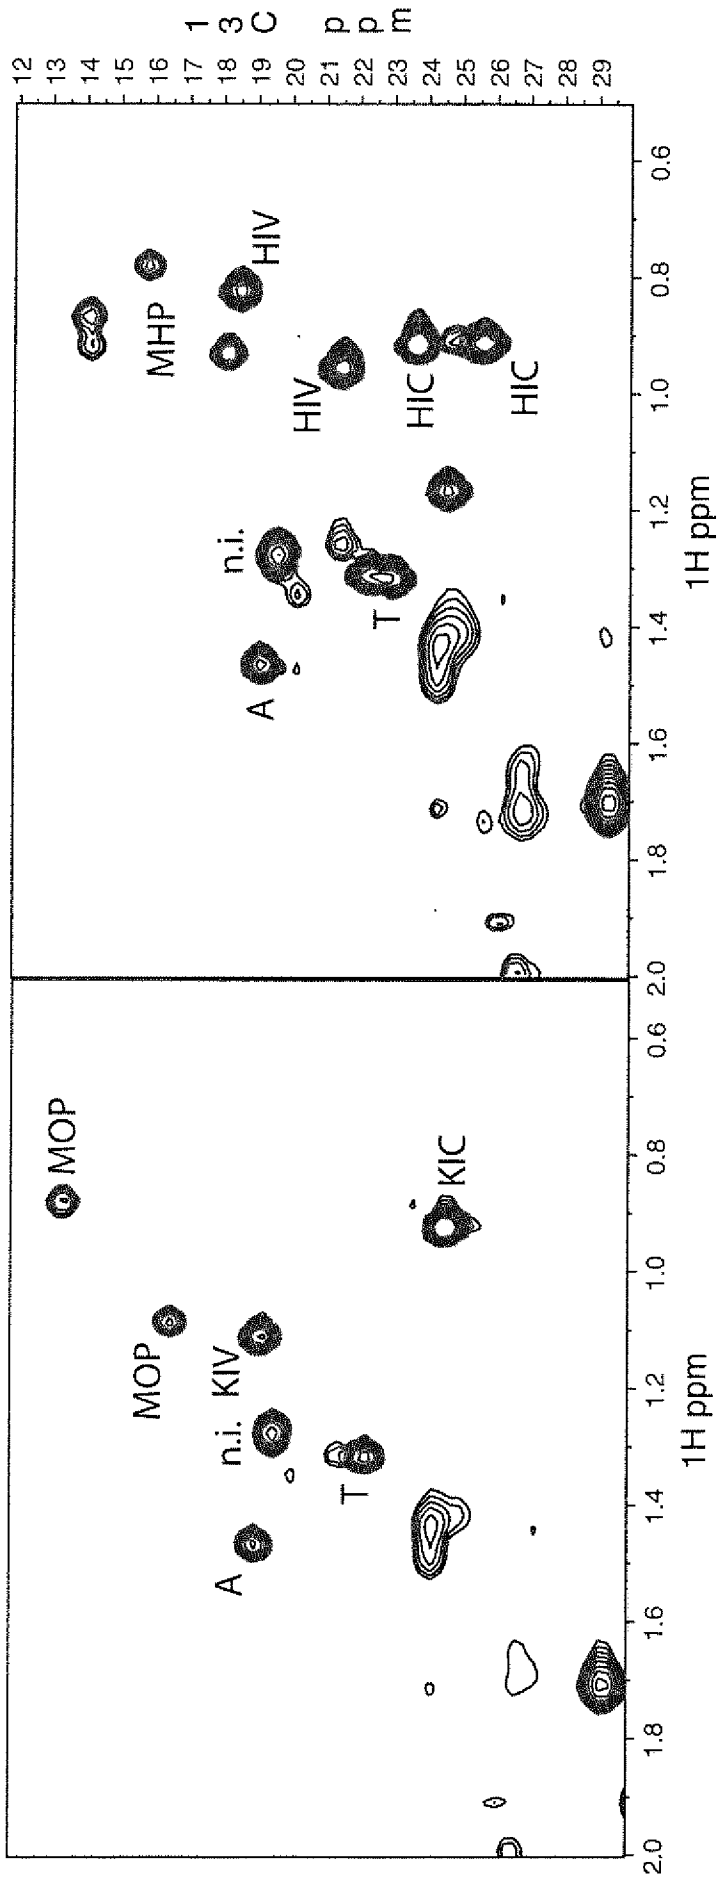 13C ppm
12 13 14 15 16 17 18 19 20 21 22 23 24 25 26 27 28 29
MOP
MOP
KIV
n.i.
A
T
KIC
2.0 1.8 1.6 1.4 1.2 1.0 0.8 0.6
1H ppm
MHP
HIV
HIV
n.i.
A
T
HIC
HIC
2.0 1.8 1.6 1.4 1.2 1.0 0.8 0.6
1H ppm